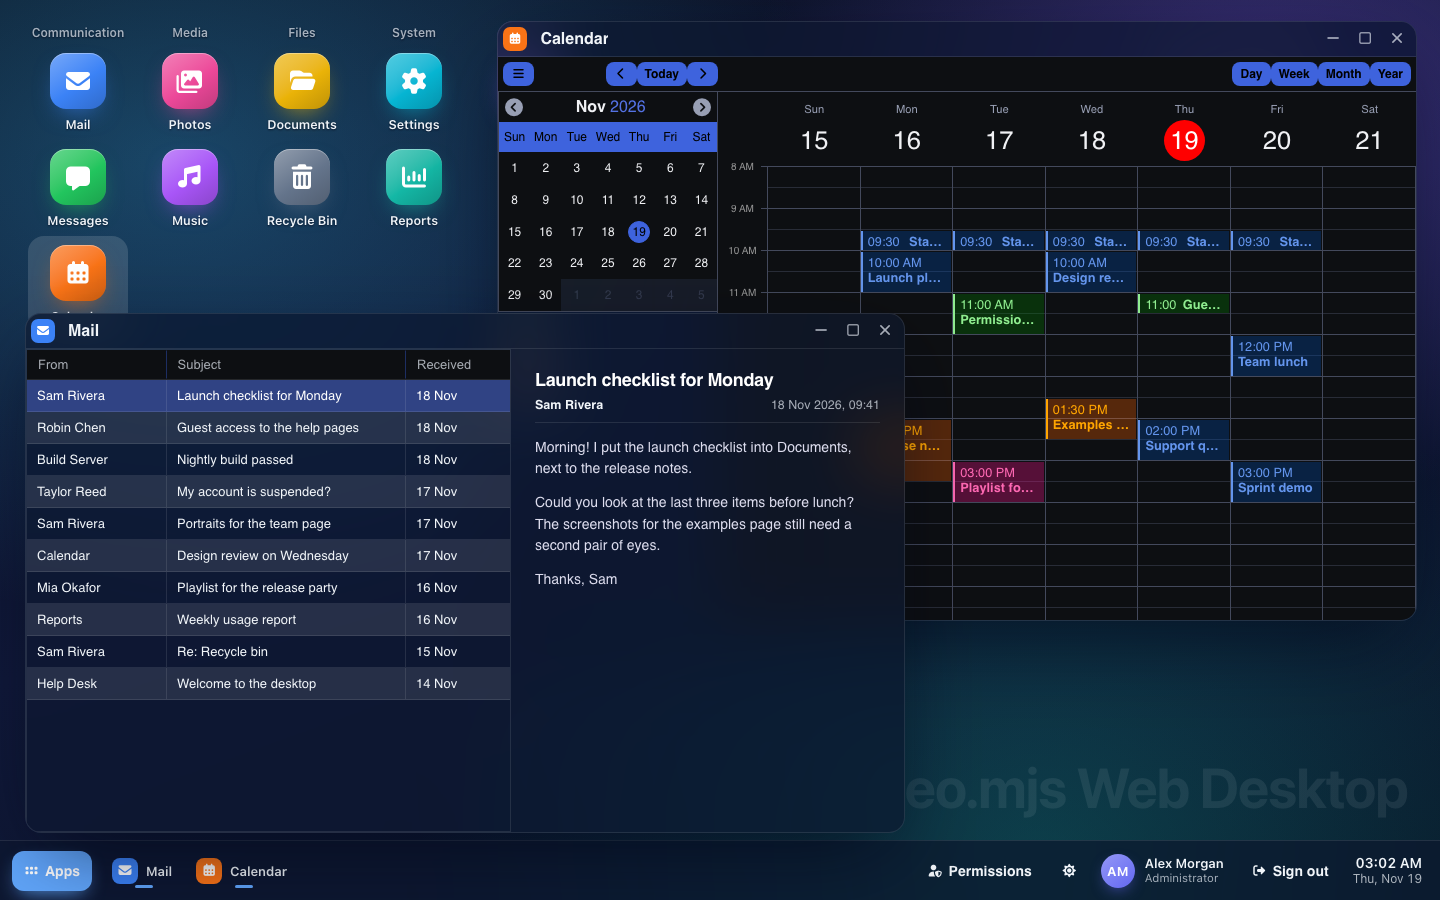 Communication
Media
Files
System
Mail
Photos
Documents
Settings
Messages
Music
Recycle Bin
Reports
Calendar
Today
Day
Week
Month
Year
Nov 2026
Sun Mon Tue Wed Thu Fri Sat
1 2 3 4 5 6 7
8 9 10 11 12 13 14
15 16 17 18 19 20 21
22 23 24 25 26 27 28
29 30 1 2 3 4 5
Sun Mon Tue Wed Thu Fri Sat
15 16 17 18 19 20 21
8 AM
9 AM
10 AM
11 AM
09:30 Sta...
09:30 Sta...
09:30 Sta...
09:30 Sta...
09:30 Sta...
10:00 AM
Launch pl...
10:00 AM
Design re...
11:00 AM
Permissio...
11:00 Gue...
12:00 PM
Team lunch
01:30 PM
Examples ...
PM
se n...
02:00 PM
Support q...
03:00 PM
Playlist fo...
03:00 PM
Sprint demo
Mail
From Subject Received
Sam Rivera Launch checklist for Monday 18 Nov
Robin Chen Guest access to the help pages 18 Nov
Build Server Nightly build passed 18 Nov
Taylor Reed My account is suspended? 17 Nov
Sam Rivera Portraits for the team page 17 Nov
Calendar Design review on Wednesday 17 Nov
Mia Okafor Playlist for the release party 16 Nov
Reports Weekly usage report 16 Nov
Sam Rivera Re: Recycle bin 15 Nov
Help Desk Welcome to the desktop 14 Nov
Launch checklist for Monday
Sam Rivera 18 Nov 2026, 09:41
Morning! I put the launch checklist into Documents,
next to the release notes.
Could you look at the last three items before lunch?
The screenshots for the examples page still need a
second pair of eyes.
Thanks, Sam
eo.mjs Web Desktop
Apps
Mail
Calendar
Permissions
AM
Alex Morgan
Administrator
Sign out
03:02 AM
Thu, Nov 19